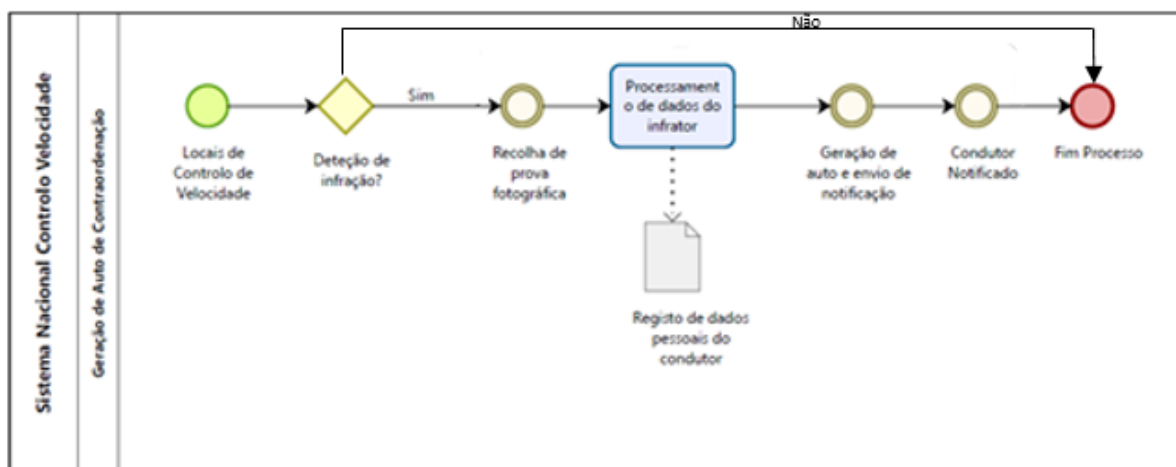 Sistema Nacional Controlo Velocidade
Geração de Auto de Contraordenação
Não
Sim
Locais de
Controlo de
Velocidade
Deteção de
infração?
Recolha de
prova
fotográfica
Processament
o de dados do
infrator
Registo de dados
pessoais do
condutor
Geração de
auto e envio de
notificação
Condutor
Notificado
Fim Processo